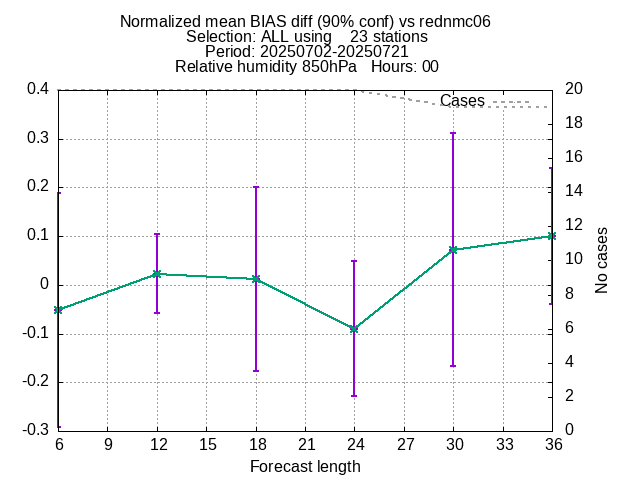 Normalized mean BIAS diff (90% conf) vs rednmc06
Selection: ALL using    23 stations
Period: 20250702-20250721
Relative humidity 850hPa   Hours: 00
Cases
0.4
0.3
0.2
0.1
0
-0.1
-0.2
-0.3
20
18
16
14
12
10
8
6
4
2
0
No cases
6 9 12 15 18 21 24 27 30 33 36
Forecast length